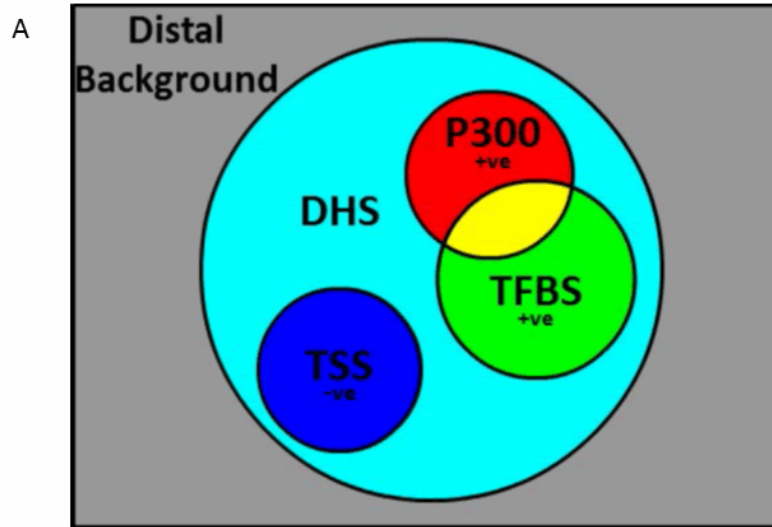 A
Distal
Background
P300
+ve
DHS
TFBS
+ve
TSS
-ve